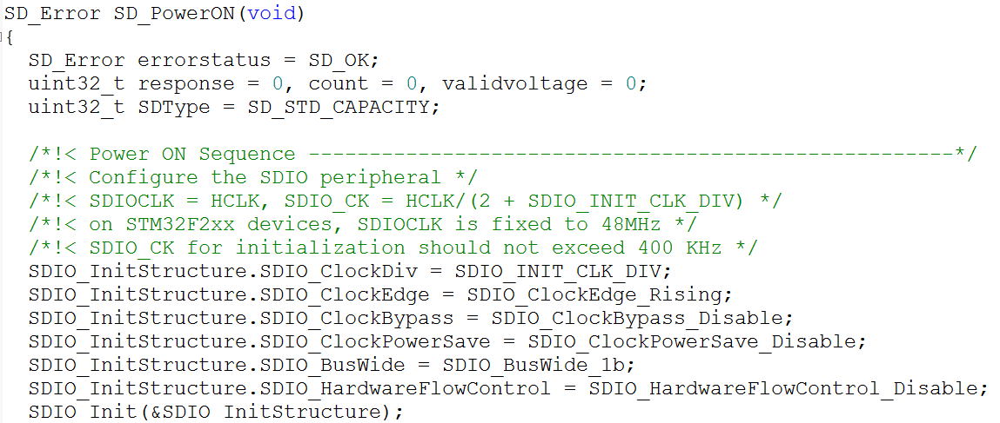 SD_Error SD_PowerON(void)
{
  SD_Error errorstatus = SD_OK;
  uint32_t response = 0, count = 0, validvoltage = 0;
  uint32_t SDType = SD_STD_CAPACITY;

  /*!< Power ON Sequence -----------------------------------------------------*/
  /*!< Configure the SDIO peripheral */
  /*!< SDIOCLK = HCLK, SDIO_CK = HCLK/(2 + SDIO_INIT_CLK_DIV) */
  /*!< on STM32F2xx devices, SDIOCLK is fixed to 48MHz */
  /*!< SDIO_CK for initialization should not exceed 400 KHz */
  SDIO_InitStructure.SDIO_ClockDiv = SDIO_INIT_CLK_DIV;
  SDIO_InitStructure.SDIO_ClockEdge = SDIO_ClockEdge_Rising;
  SDIO_InitStructure.SDIO_ClockBypass = SDIO_ClockBypass_Disable;
  SDIO_InitStructure.SDIO_ClockPowerSave = SDIO_ClockPowerSave_Disable;
  SDIO_InitStructure.SDIO_BusWide = SDIO_BusWide_1b;
  SDIO_InitStructure.SDIO_HardwareFlowControl = SDIO_HardwareFlowControl_Disable;
  SDIO_Init(&SDIO_InitStructure);